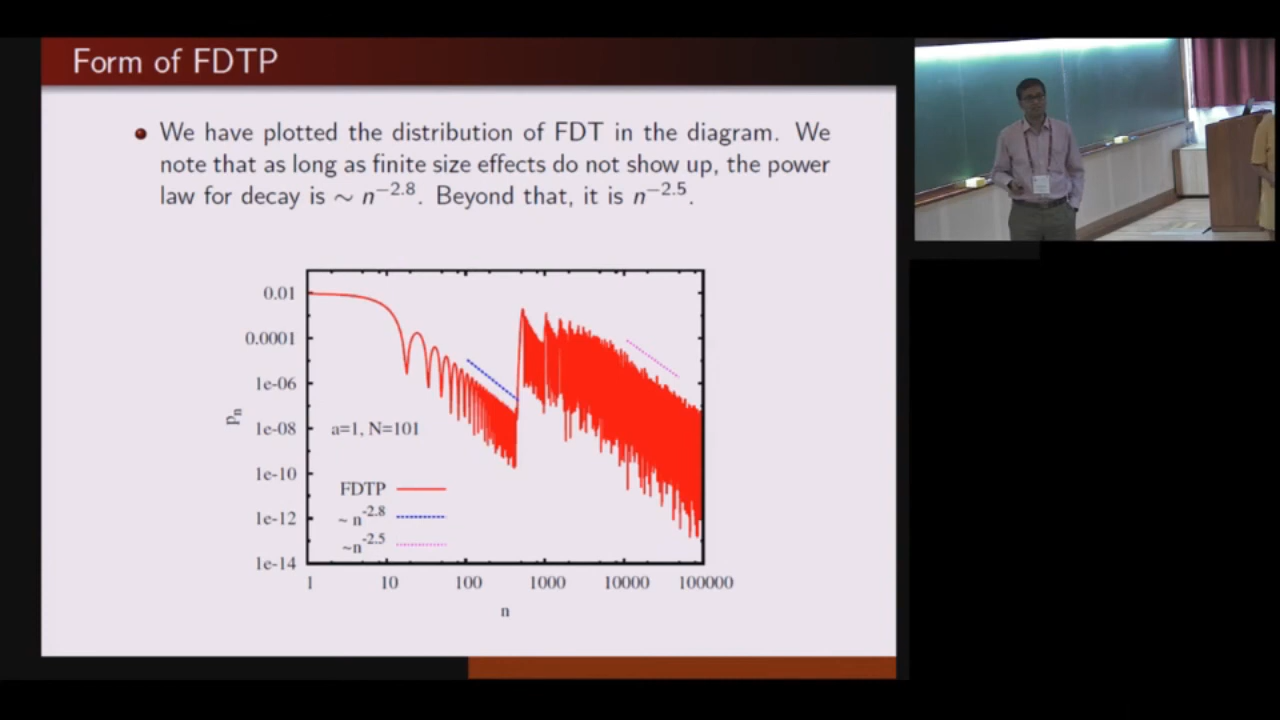 Form of FDTP
We have plotted the distribution of FDT in the diagram. We
note that as long as finite size effects do not show up, the power
law for decay is ∼ n^{-2.8}. Beyond that, it is n^{-2.5}.
0.01
0.0001
1e-06
1e-08
1e-10
1e-12
1e-14
p_n
a=1, N=101
FDTP
~ n^{-2.8}
~n^{-2.5}
1 10 100 1000 10000 100000
n